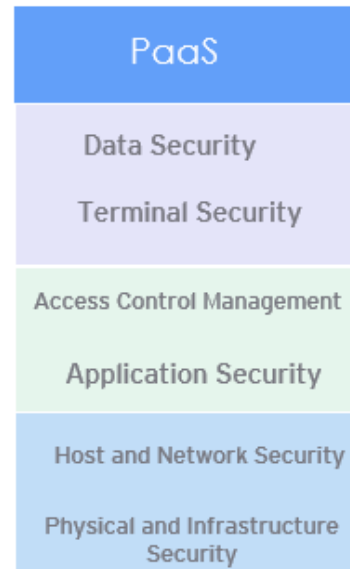 PaaS
Data Security
Terminal Security
Access Control Management
Application Security
Host and Network Security
Physical and Infrastructure
Security